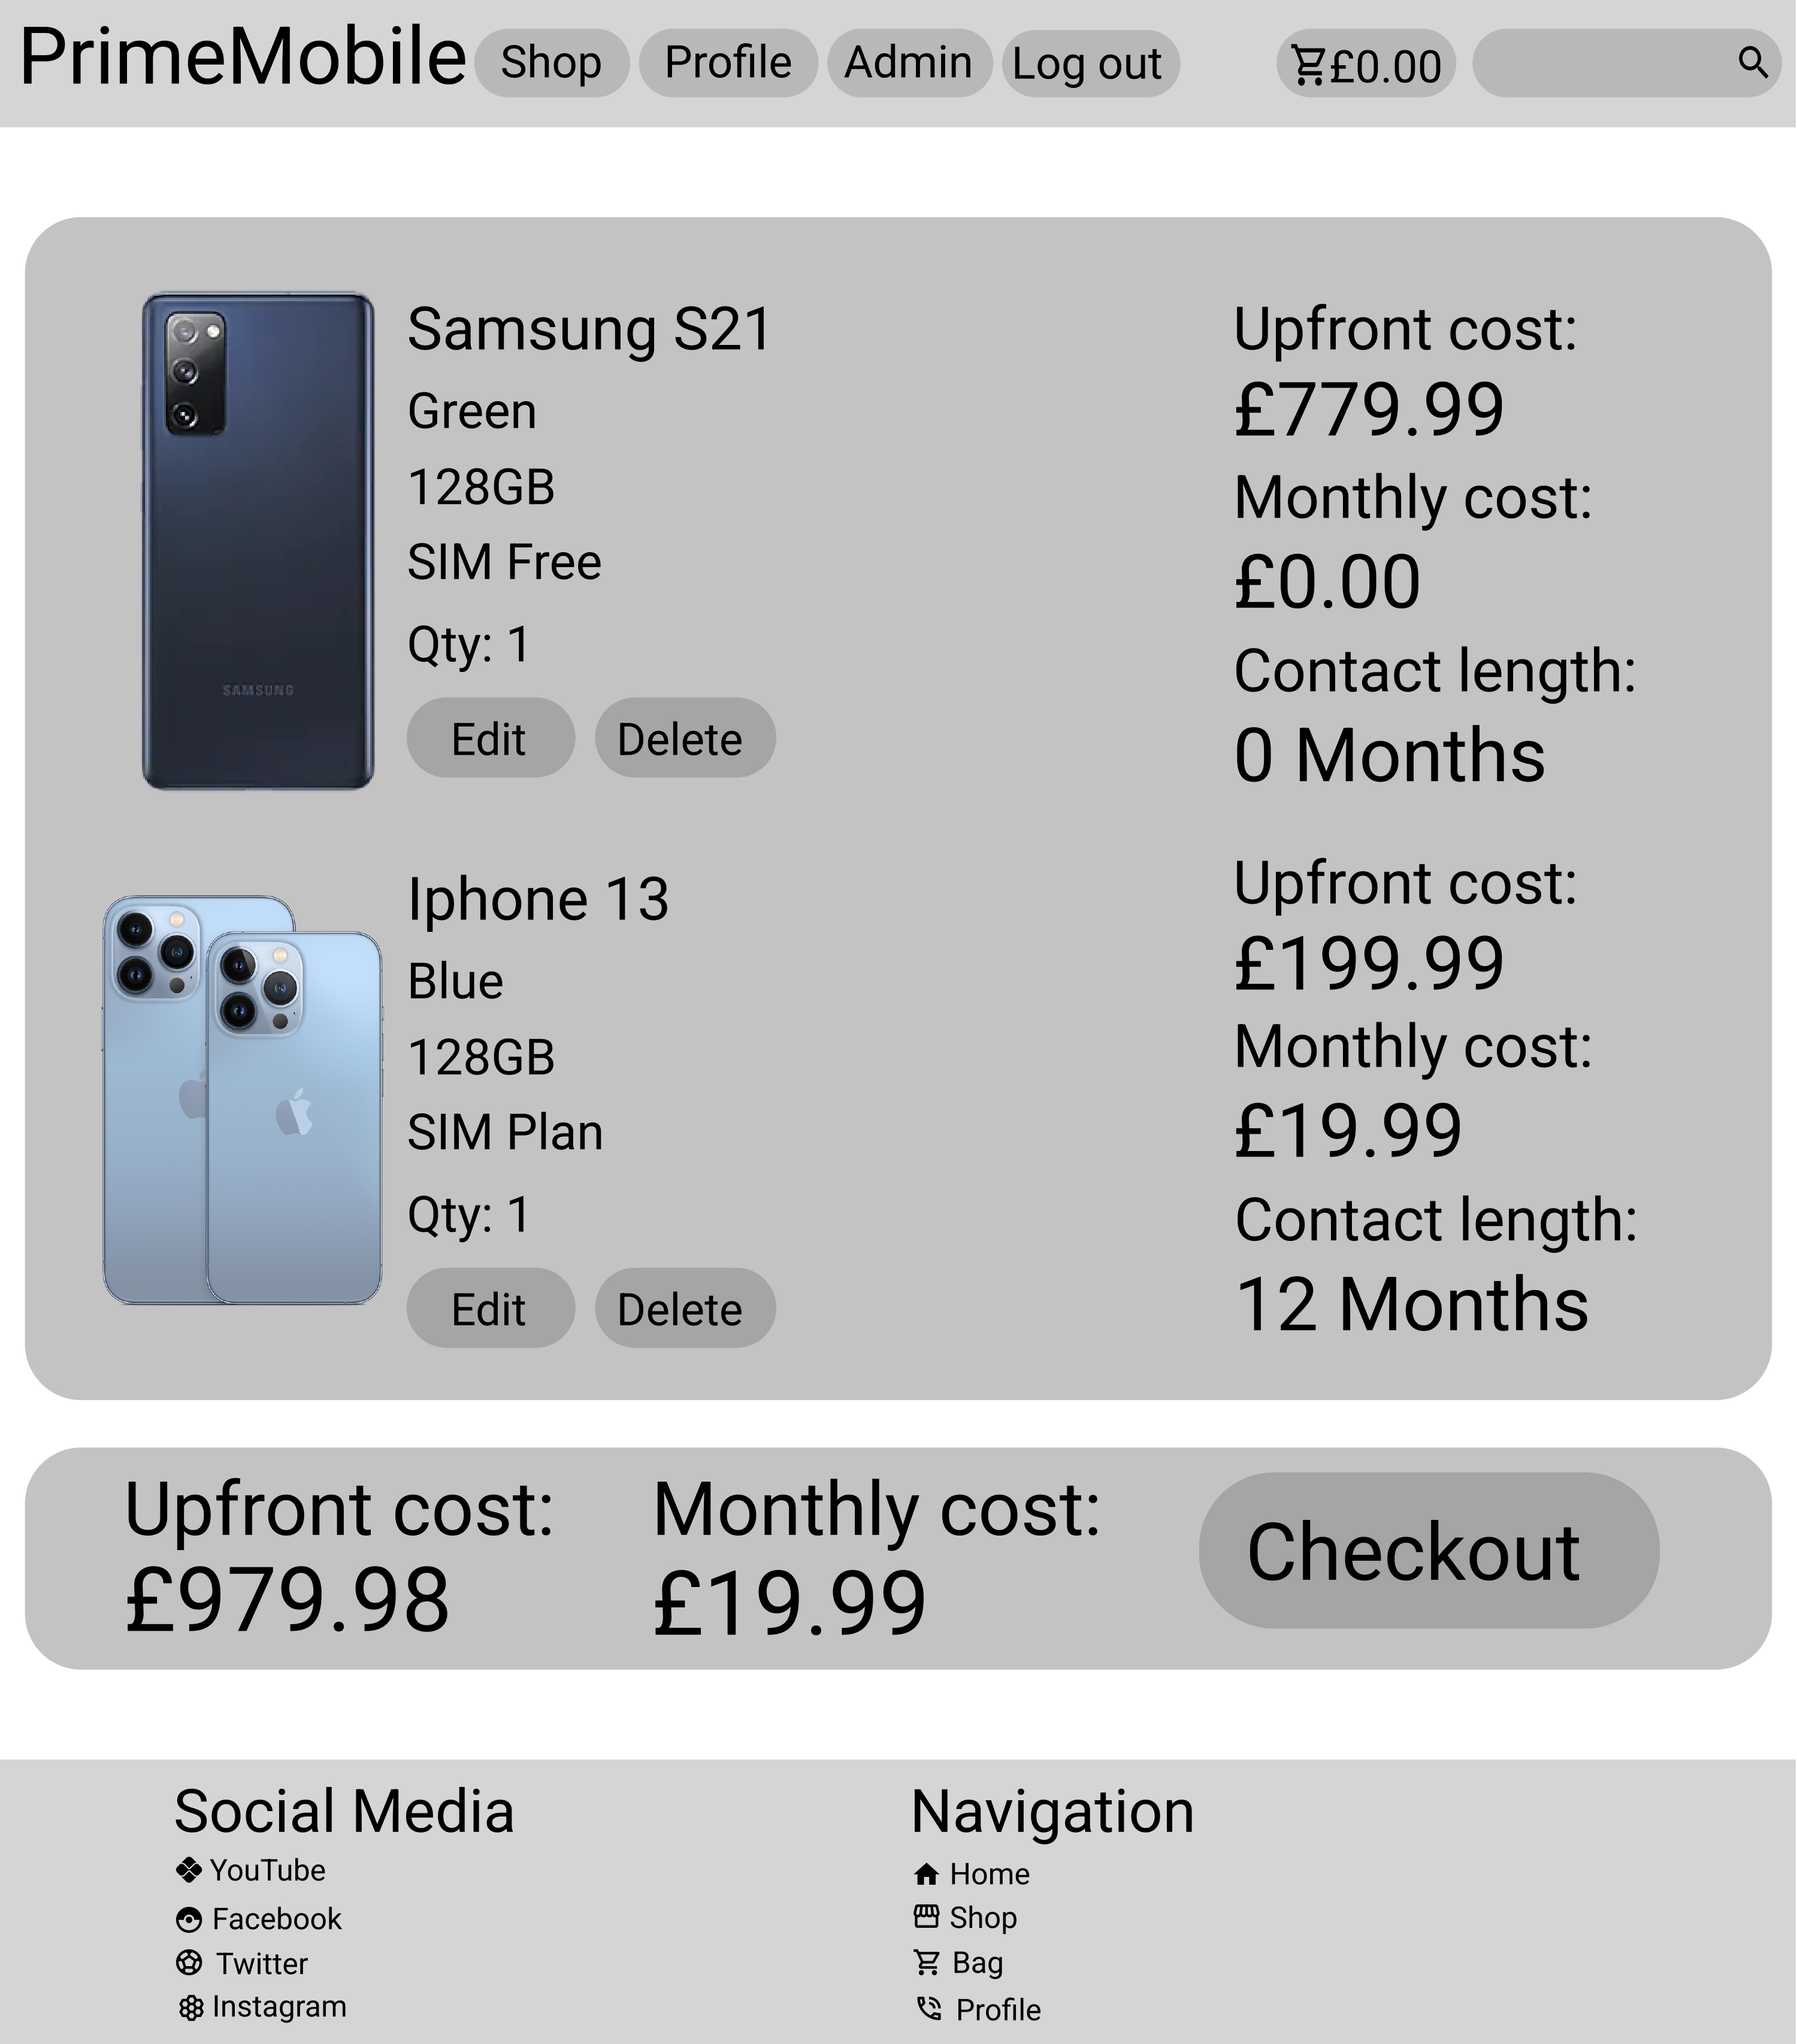 PrimeMobile Shop Profile Admin Log out £0.00
Samsung S21
Green
128GB
SIM Free
Qty: 1
Edit Delete
SAMSUNG
Upfront cost:
£779.99
Monthly cost:
£0.00
Contact length:
0 Months
Iphone 13
Blue
128GB
SIM Plan
Qty: 1
Edit Delete
Upfront cost:
£199.99
Monthly cost:
£19.99
Contact length:
12 Months
Upfront cost:
£979.98
Monthly cost:
£19.99
Checkout
Social Media
YouTube
Facebook
Twitter
Instagram
Navigation
Home
Shop
Bag
Profile